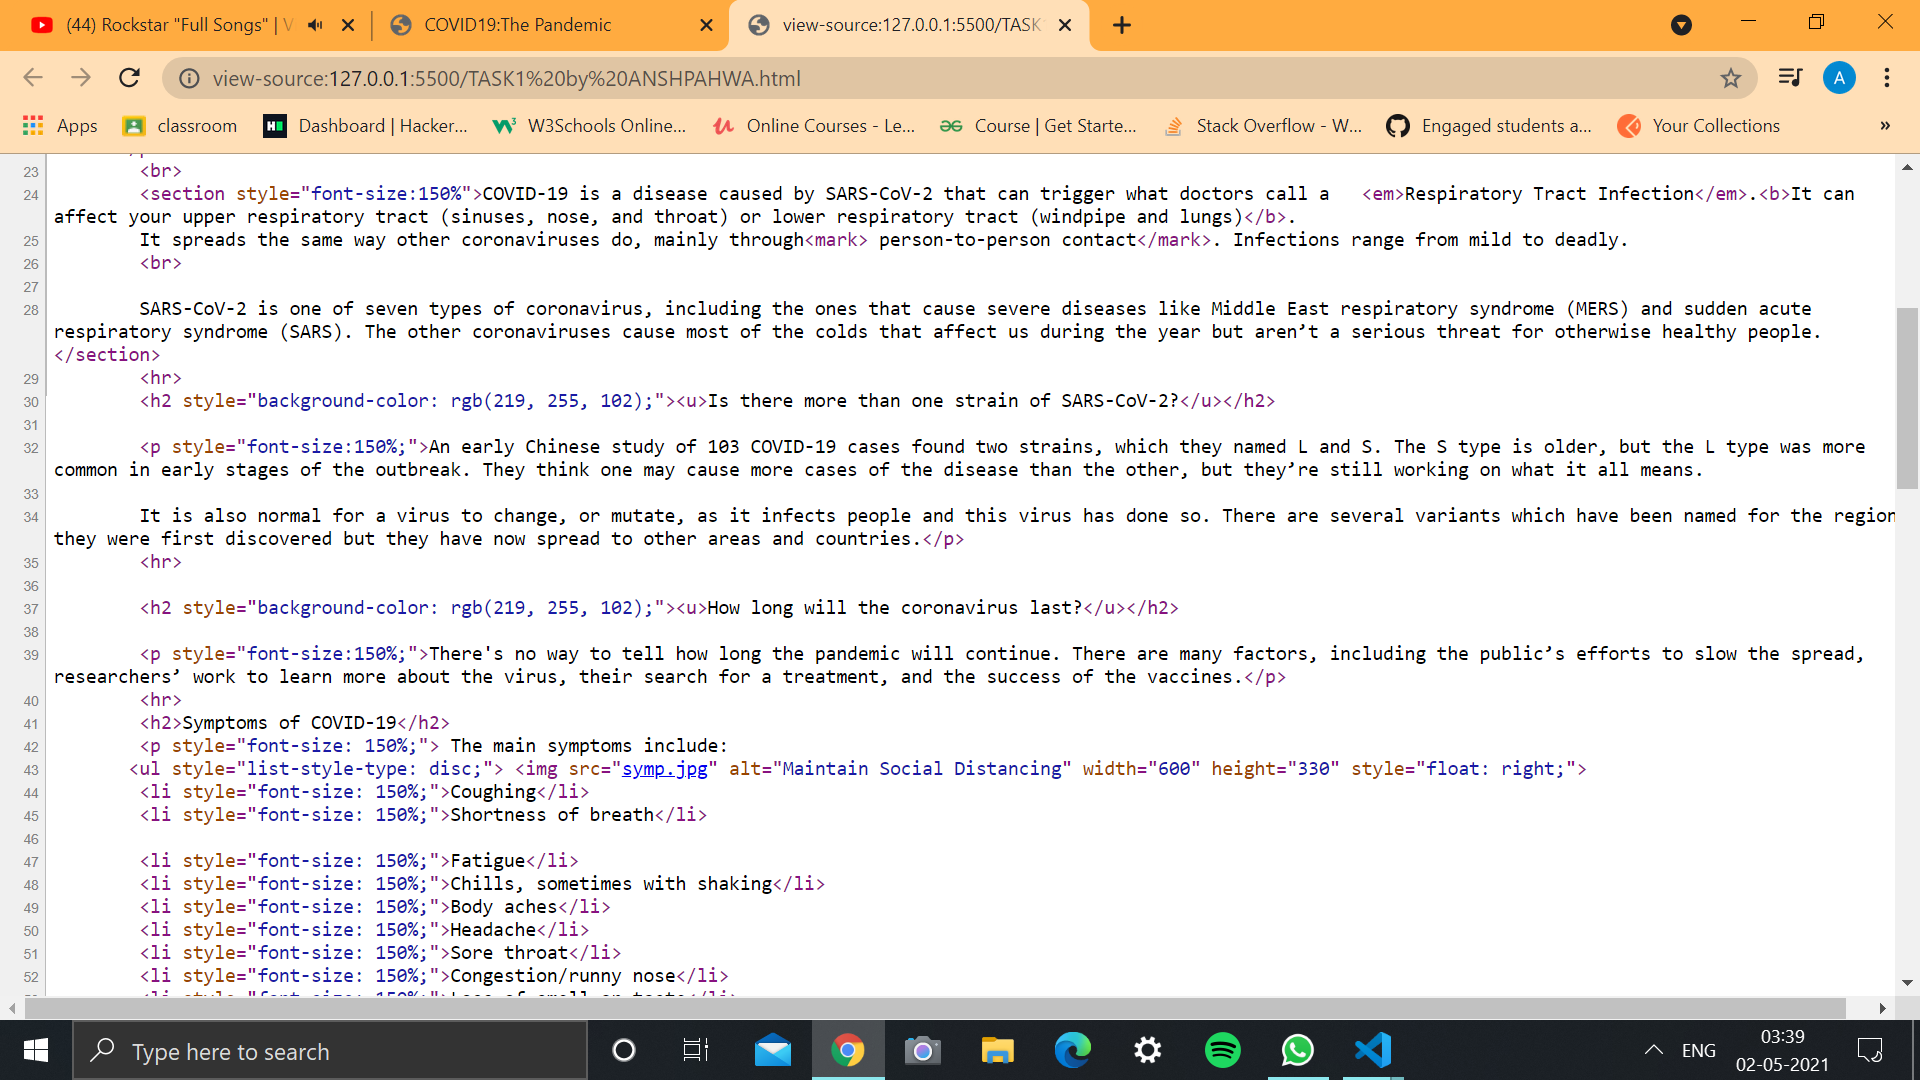 (44) Rockstar "Full Songs" | V
COVID19:The Pandemic
view-source:127.0.0.1:5500/TASK
view-source:127.0.0.1:5500/TASK1%20by%20ANSHPAHWA.html
A
Apps
classroom
Dashboard | Hacker...
W3Schools Online...
Online Courses - Le...
Course | Get Starte...
Stack Overflow - W...
Engaged students a...
Your Collections
»
23 <br>
24 <section style="font-size:150%">COVID-19 is a disease caused by SARS-CoV-2 that can trigger what doctors call a <em>Respiratory Tract Infection</em>.<b>It can
affect your upper respiratory tract (sinuses, nose, and throat) or lower respiratory tract (windpipe and lungs)</b>.
25 It spreads the same way other coronaviruses do, mainly through<mark> person-to-person contact</mark>. Infections range from mild to deadly.
26 <br>
27
28 SARS-CoV-2 is one of seven types of coronavirus, including the ones that cause severe diseases like Middle East respiratory syndrome (MERS) and sudden acute
respiratory syndrome (SARS). The other coronaviruses cause most of the colds that affect us during the year but aren’t a serious threat for otherwise healthy people.
</section>
29 <hr>
30 <h2 style="background-color: rgb(219, 255, 102);"><u>Is there more than one strain of SARS-CoV-2?</u></h2>
31
32 <p style="font-size:150%;">An early Chinese study of 103 COVID-19 cases found two strains, which they named L and S. The S type is older, but the L type was more
common in early stages of the outbreak. They think one may cause more cases of the disease than the other, but they’re still working on what it all means.
33
34 It is also normal for a virus to change, or mutate, as it infects people and this virus has done so. There are several variants which have been named for the region
they were first discovered but they have now spread to other areas and countries.</p>
35 <hr>
36
37 <h2 style="background-color: rgb(219, 255, 102);"><u>How long will the coronavirus last?</u></h2>
38
39 <p style="font-size:150%;">There's no way to tell how long the pandemic will continue. There are many factors, including the public’s efforts to slow the spread,
researchers’ work to learn more about the virus, their search for a treatment, and the success of the vaccines.</p>
40 <hr>
41 <h2>Symptoms of COVID-19</h2>
42 <p style="font-size: 150%;"> The main symptoms include:
43 <ul style="list-style-type: disc;"> <img src="symp.jpg" alt="Maintain Social Distancing" width="600" height="330" style="float: right;">
44 <li style="font-size: 150%;">Coughing</li>
45 <li style="font-size: 150%;">Shortness of breath</li>
46
47 <li style="font-size: 150%;">Fatigue</li>
48 <li style="font-size: 150%;">Chills, sometimes with shaking</li>
49 <li style="font-size: 150%;">Body aches</li>
50 <li style="font-size: 150%;">Headache</li>
51 <li style="font-size: 150%;">Sore throat</li>
52 <li style="font-size: 150%;">Congestion/runny nose</li>
Type here to search
ENG
03:39
02-05-2021